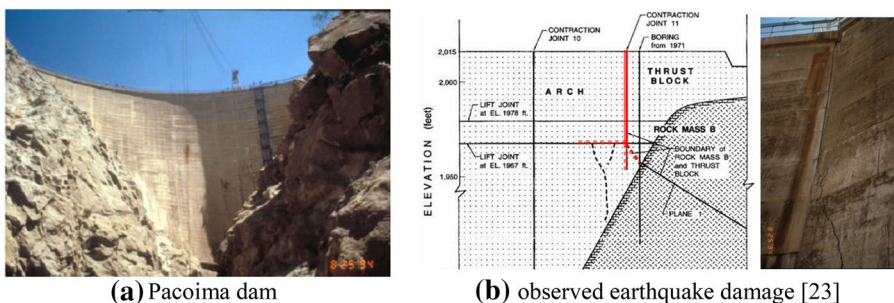 8·25·94
(a) Pacoima dam
CONTRACTION
JOINT 10
CONTRACTION
JOINT 11
BORING
from 1971
2,015
2,000
1,950
ELEVATION (feet)
ARCH
THRUST
BLOCK
LIFT JOINT
at EL. 1978 ft.
LIFT JOINT
at EL. 1967 ft.
ROCK MASS B
BOUNDARY of
ROCK MASS B
and THRUST
BLOCK
PLANE 1
(b) observed earthquake damage [23]